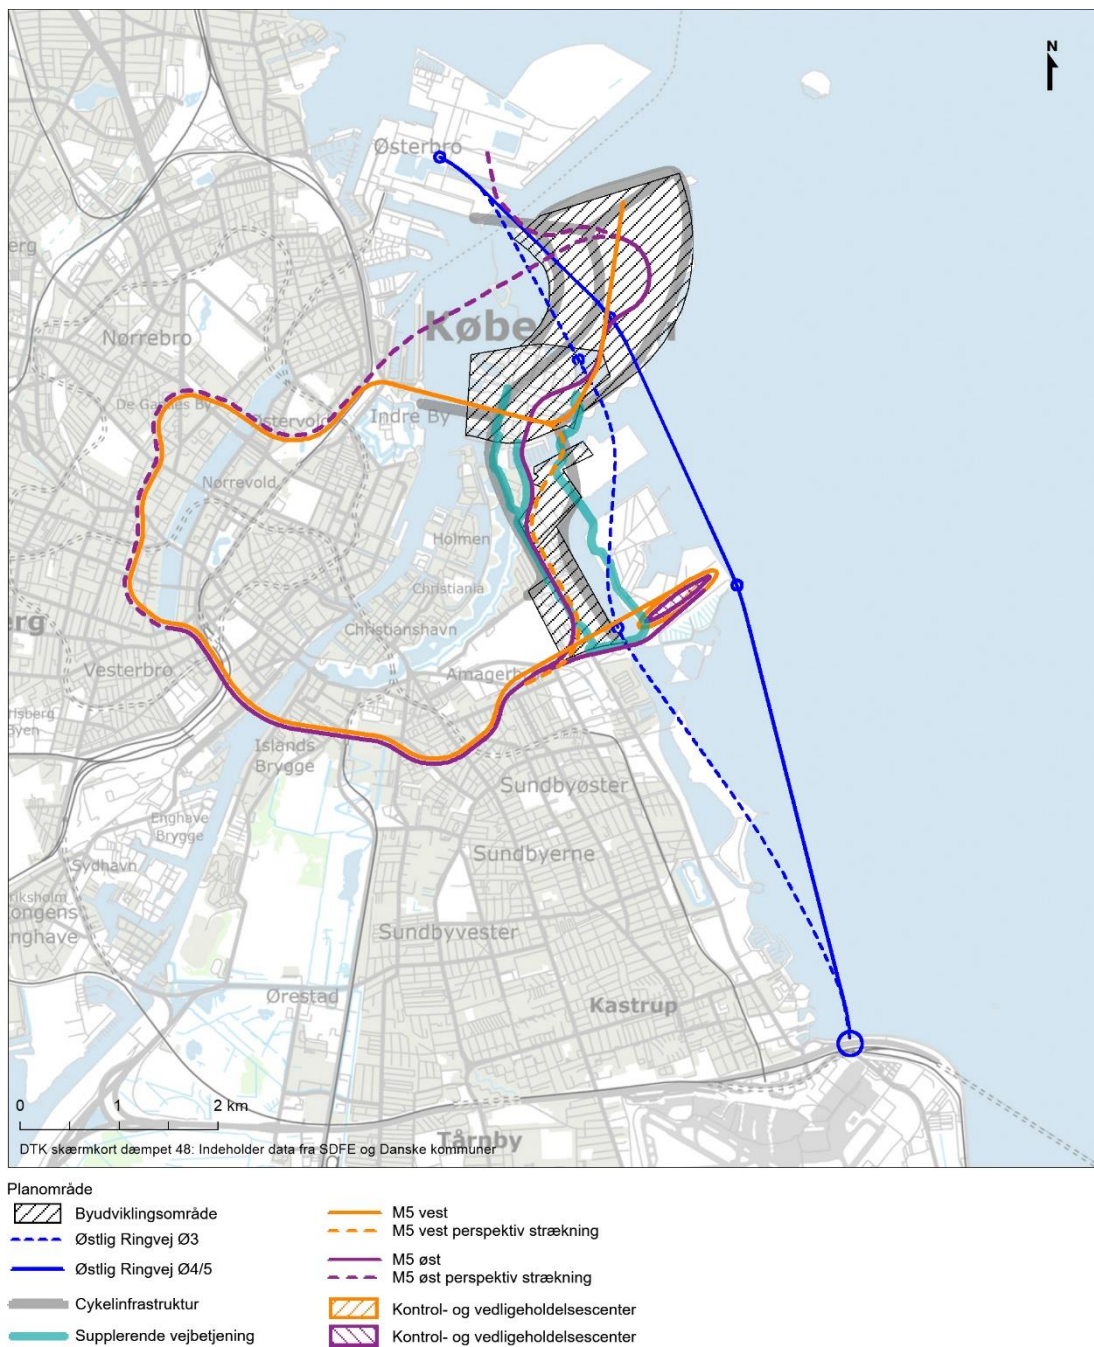 N
Østerbro
Købe
Nørrebro
De Gamles By
Østervold
Indre By
Nørrevold
Holmen
Christiania
Christianshavn
erg
Vesterbro
Amagerb
Islands
Brygge
Sundbyøster
Enghave
Brygge
Sundbyerne
Sydhavn
Sundbyvester
Ørestad
Kastrup
0 1 2 km
Tårnby
DTK skærmkort dæmpet 48: Indeholder data fra SDFE og Danske kommuner
Planområde
Byudviklingsområde
Østlig Ringvej Ø3
Østlig Ringvej Ø4/5
Cykelinfrastruktur
Supplerende vejbetjening
M5 vest
M5 vest perspektiv strækning
M5 øst
M5 øst perspektiv strækning
Kontrol- og vedligeholdelsescenter
Kontrol- og vedligeholdelsescenter